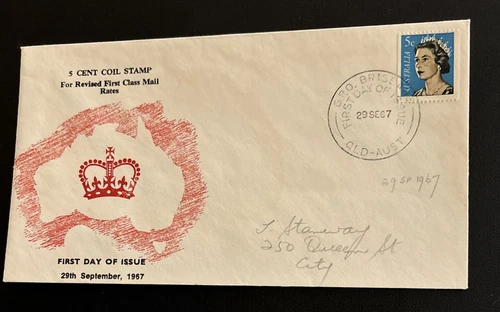 5 CENT COIL STAMP
For Revised First Class Mail
Rates
5c
AUSTRALIA
G.P.O. BRISBANE
FIRST DAY OF ISSUE
29SE67
QLD-AUST
29 SP 1967
FIRST DAY OF ISSUE
29th September, 1967
J. Stanway
250 Queen St
City